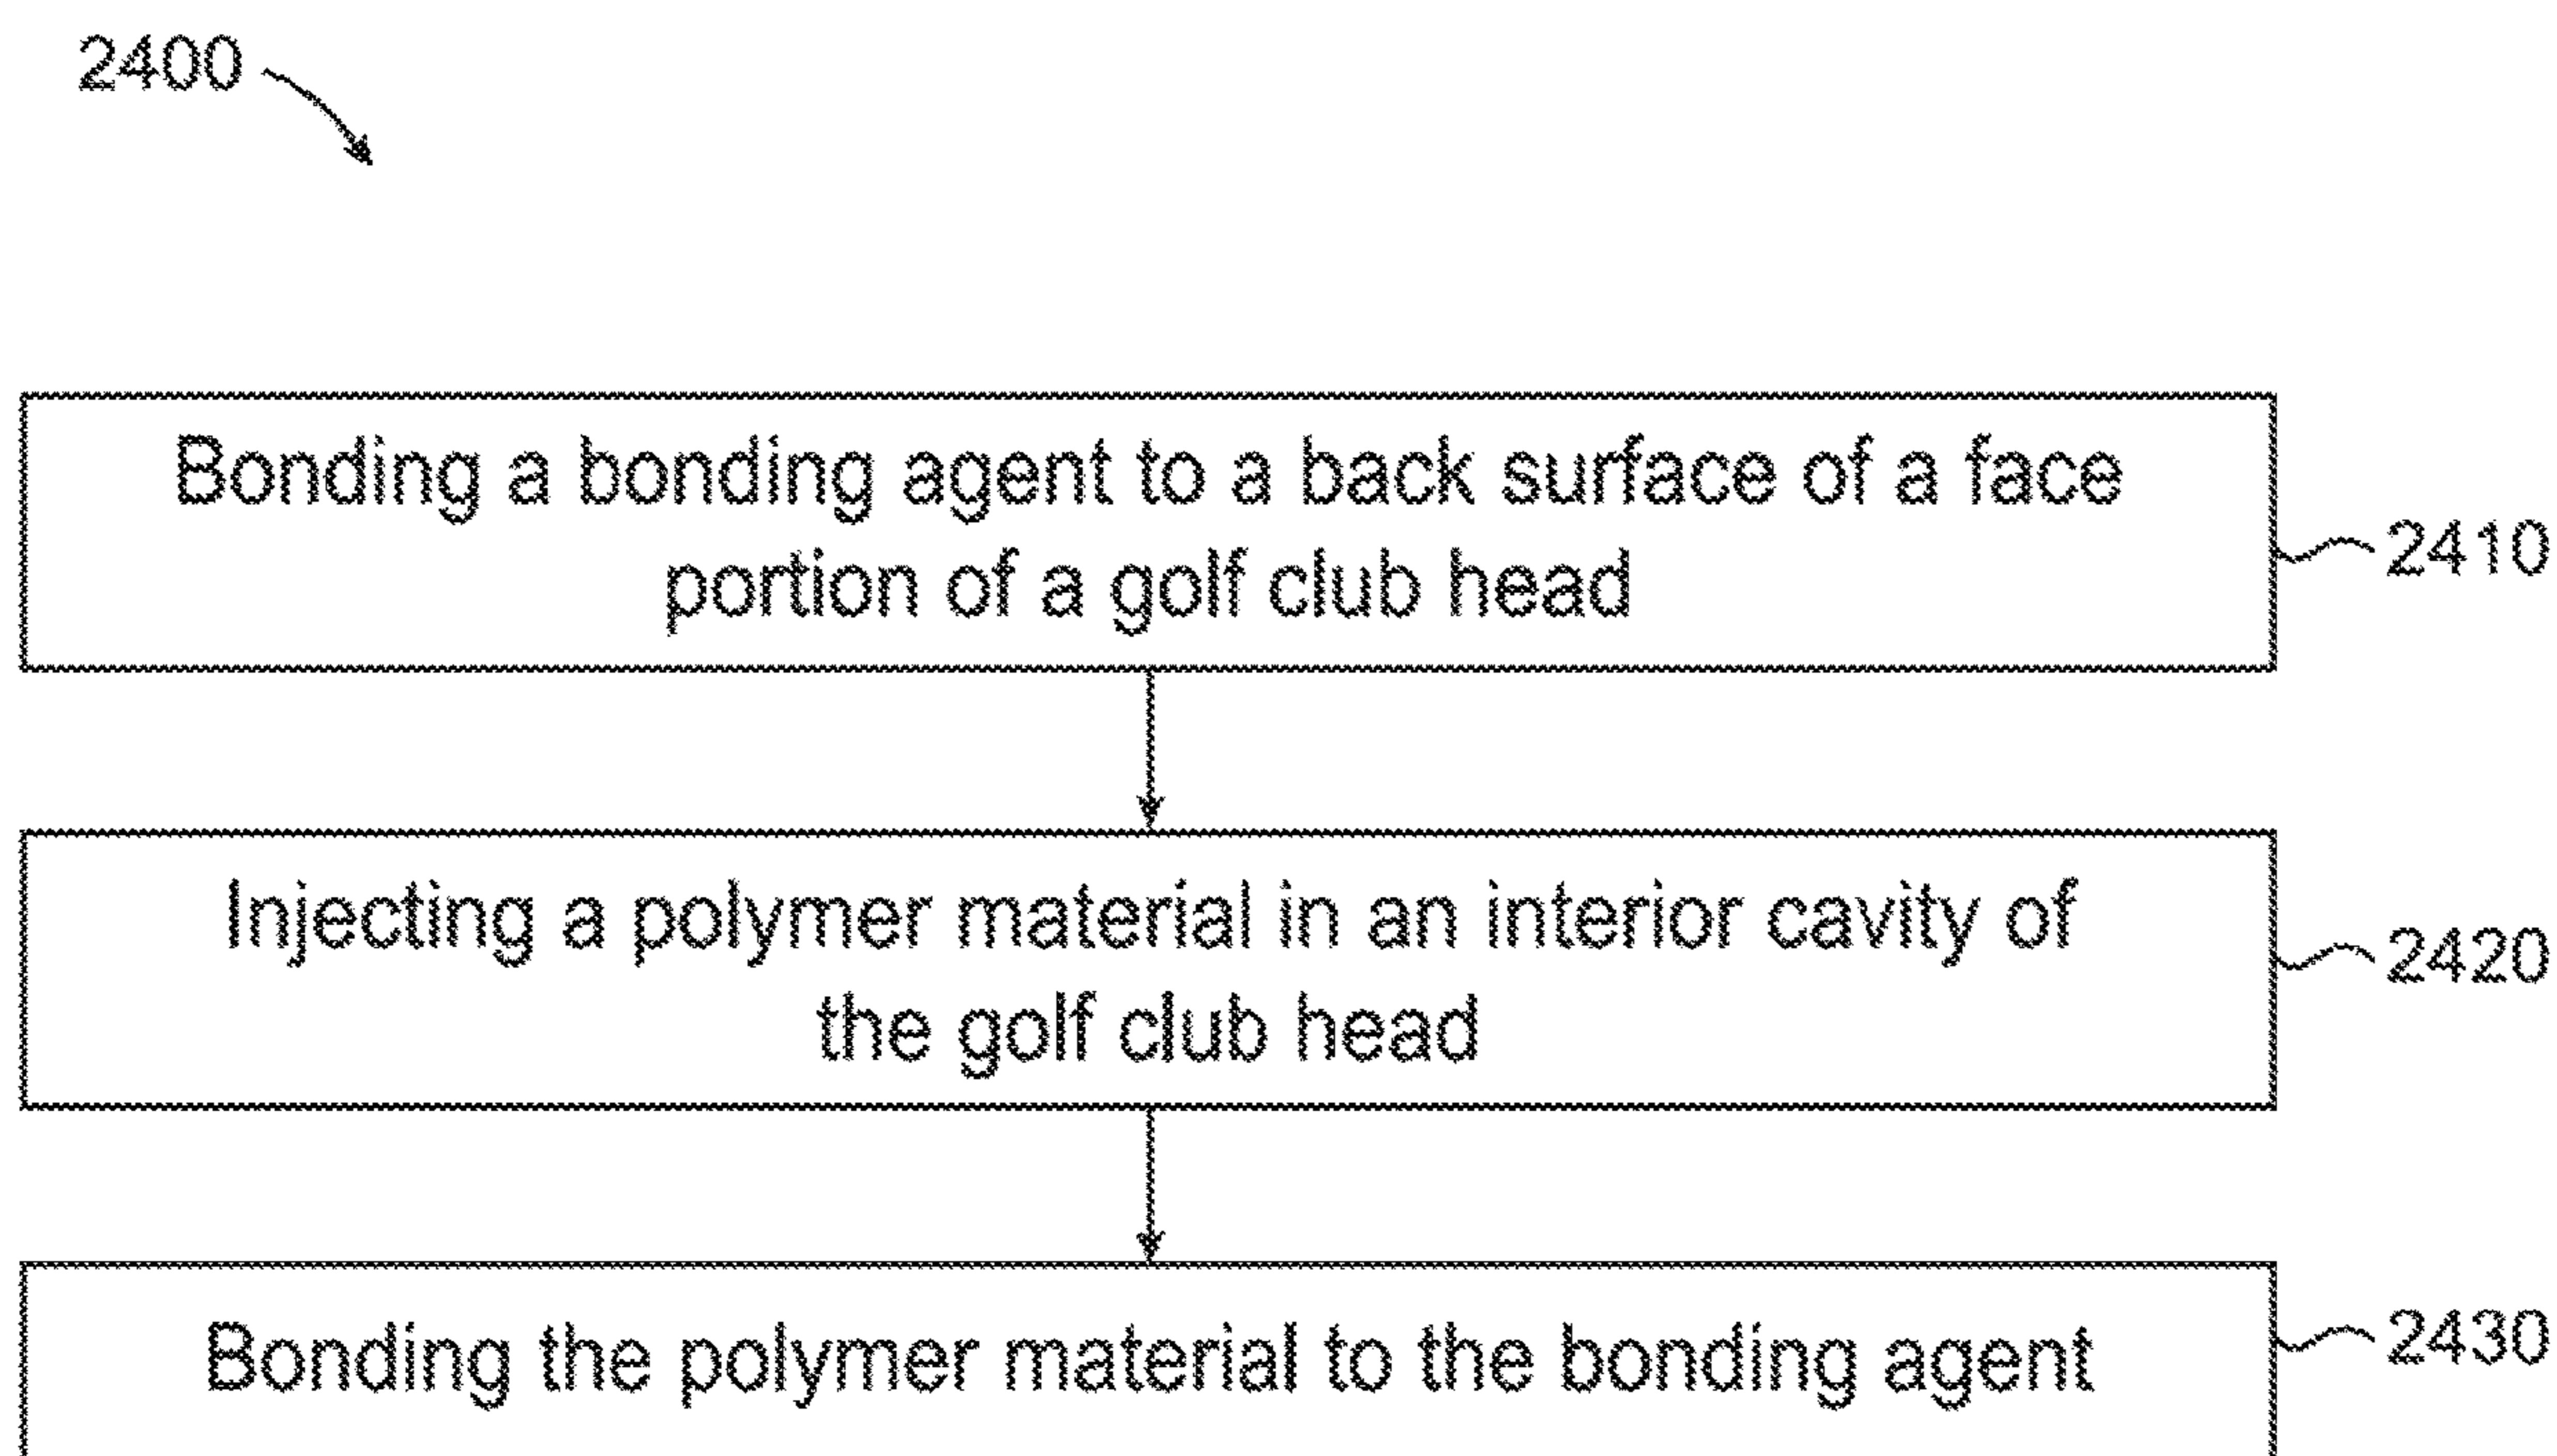 2400
Bonding a bonding agent to a back surface of a face
portion of a golf club head
2410
Injecting a polymer material in an interior cavity of
the golf club head
2420
Bonding the polymer material to the bonding agent
2430